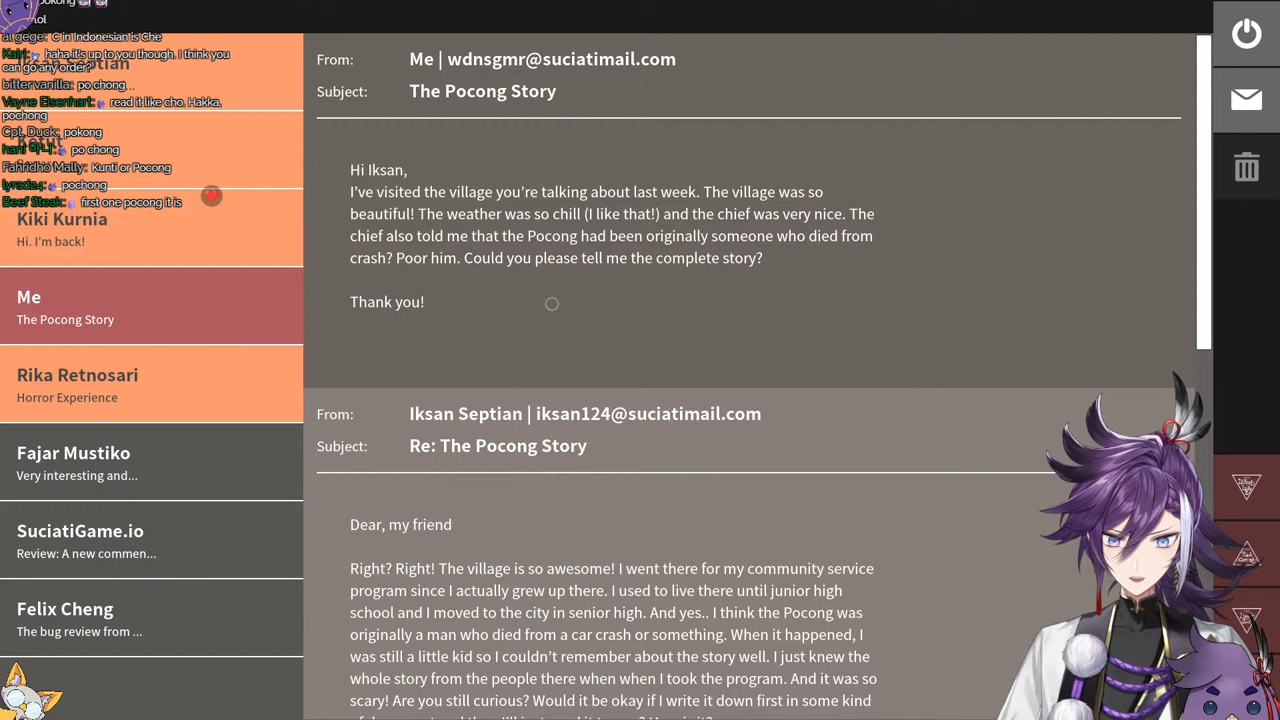 lol
C in Indonesian is Che
Kairi: haha it's up to you though. I think you
can go any order?
bittervanilla: po chong...
Vayne Eisenhart: read it like cho. Hakka.
pochong
Cpt. Duck: pokong
po chong
Fahridho Mally: Kunti or Pocong
lyrade24: pochong
Beef Steak: first one pocong it is
Septian
Ketut
Kiki Kurnia
Hi. I'm back!
Me
The Pocong Story
Rika Retnosari
Horror Experience
Fajar Mustiko
Very interesting and...
SuciatiGame.io
Review: A new commen...
Felix Cheng
The bug review from ...
From: Me | wdnsgmr@suciatimail.com
Subject: The Pocong Story
Hi Iksan,
I've visited the village you're talking about last week. The village was so
beautiful! The weather was so chill (I like that!) and the chief was very nice. The
chief also told me that the Pocong had been originally someone who died from
crash? Poor him. Could you please tell me the complete story?
Thank you!
From: Iksan Septian | iksan124@suciatimail.com
Subject: Re: The Pocong Story
Dear, my friend
Right? Right! The village is so awesome! I went there for my community service
program since I actually grew up there. I used to live there until junior high
school and I moved to the city in senior high. And yes.. I think the Pocong was
originally a man who died from a car crash or something. When it happened, I
was still a little kid so I couldn't remember about the story well. I just knew the
whole story from the people there when when I took the program. And it was so
scary! Are you still curious? Would it be okay if I write it down first in some kind